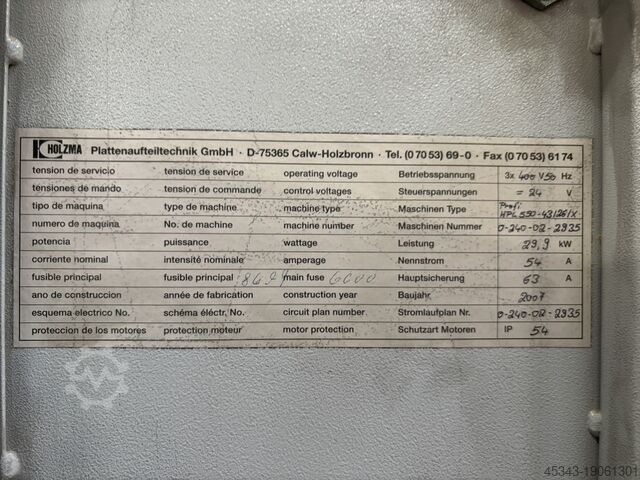 HOLZMA Plattenaufteiltechnik GmbH · D-75365 Calw-Holzbronn · Tel. (0 70 53) 69-0 · Fax (0 70 53) 61 74
tension de servicio tension de service operating voltage Betriebsspannung 3x 400 V 50 Hz
tensiones de mando tension de commande control voltages Steuerspannungen = 24 V
tipo de maquina type de machine machine type Maschinen Type Profi HPL 550-43/26/X
numero de maquina No. de machine machine number Maschinen Nummer 0-240-02-2935
potencia puissance wattage Leistung 29,9 kW
corriente nominal intensité nominale amperage Nennstrom 54 A
fusible principal fusible principal main fuse 6000 Hauptsicherung 63 A
ano de construccion année de fabrication construction year Baujahr 2007
esquema electrico No. schéma éléctr, No. circuit plan number Stromlaufplan Nr. 0-240-02-2935
proteccion de los motores protection moteur motor protection Schutzart Motoren IP 54
45343-19061301